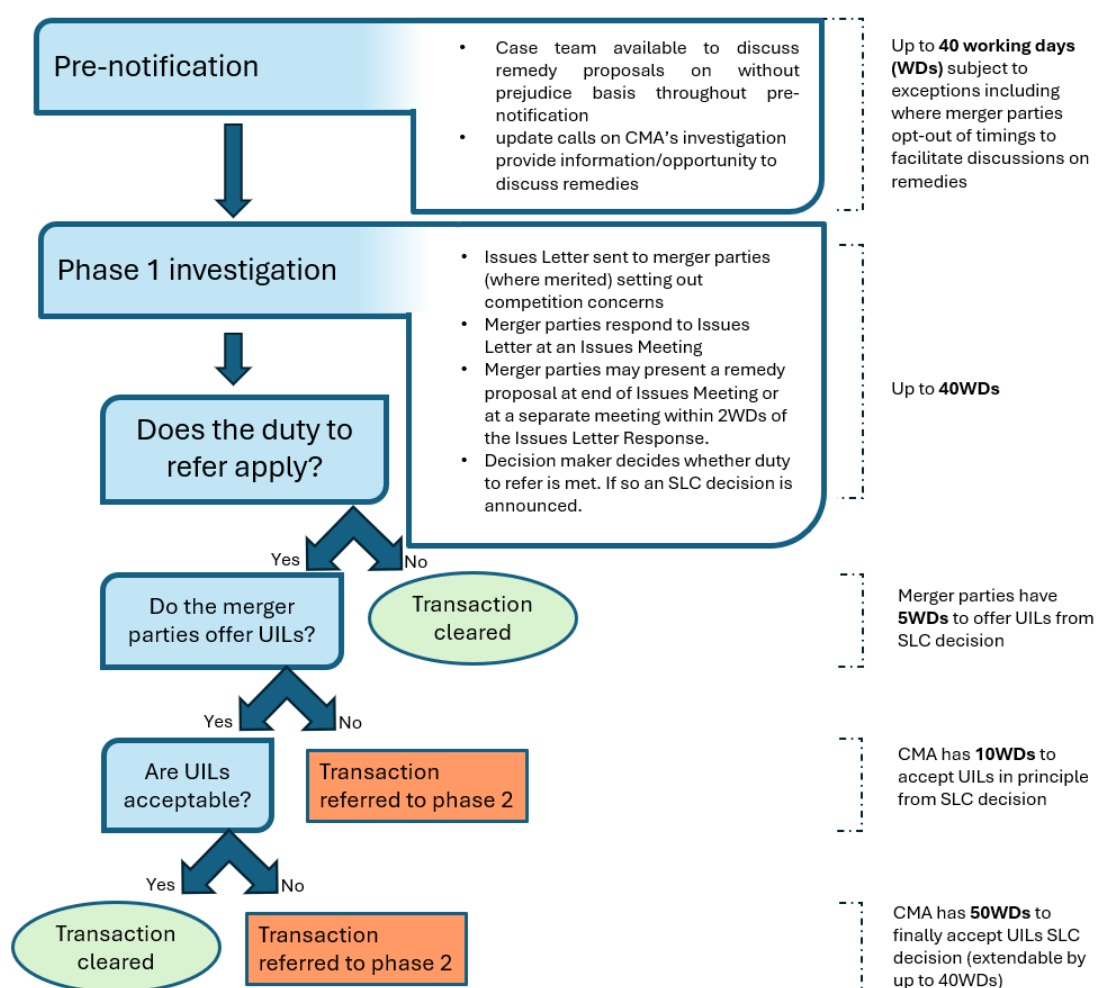 Pre-notification
• Case team available to discuss
remedy proposals on without
prejudice basis throughout pre-
notification
• update calls on CMA's investigation
provide information/opportunity to
discuss remedies
Up to 40 working days
(WDs) subject to
exceptions including
where merger parties
opt-out of timings to
facilitate discussions on
remedies
Phase 1 investigation
• Issues Letter sent to merger parties
(where merited) setting out
competition concerns
• Merger parties respond to Issues
Letter at an Issues Meeting
• Merger parties may present a remedy
proposal at end of Issues Meeting or
at a separate meeting within 2WDs of
the Issues Letter Response.
• Decision maker decides whether duty
to refer is met. If so an SLC decision is
announced.
Up to 40WDs
Does the duty to
refer apply?
Yes
No
Do the merger
parties offer UILs?
Transaction
cleared
Merger parties have
5WDs to offer UILs from
SLC decision
Yes
No
Are UILs
acceptable?
Transaction
referred to phase 2
CMA has 10WDs to
accept UILs in principle
from SLC decision
Yes
No
Transaction
cleared
Transaction
referred to phase 2
CMA has 50WDs to
finally accept UILs SLC
decision (extendable by
up to 40WDs)